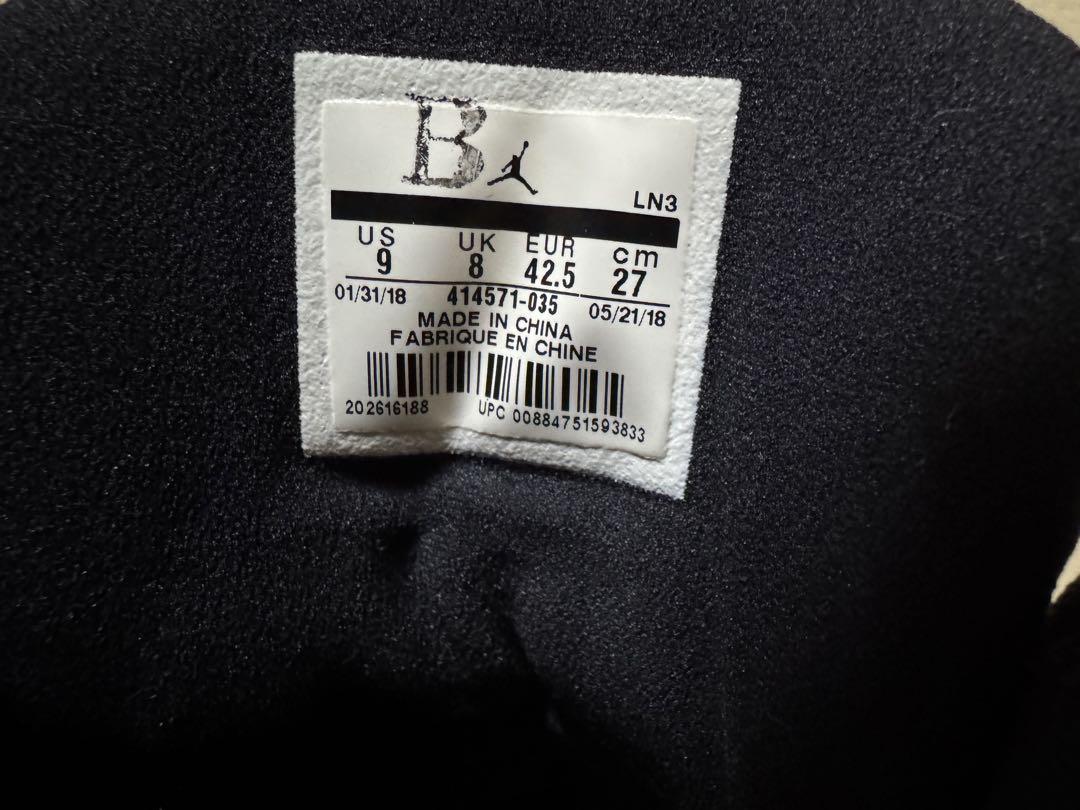 B
LN3
US UK EUR cm
9 8 42.5 27
01/31/18 414571-035 05/21/18
MADE IN CHINA
FABRIQUE EN CHINE
202616188 UPC 00884751593833